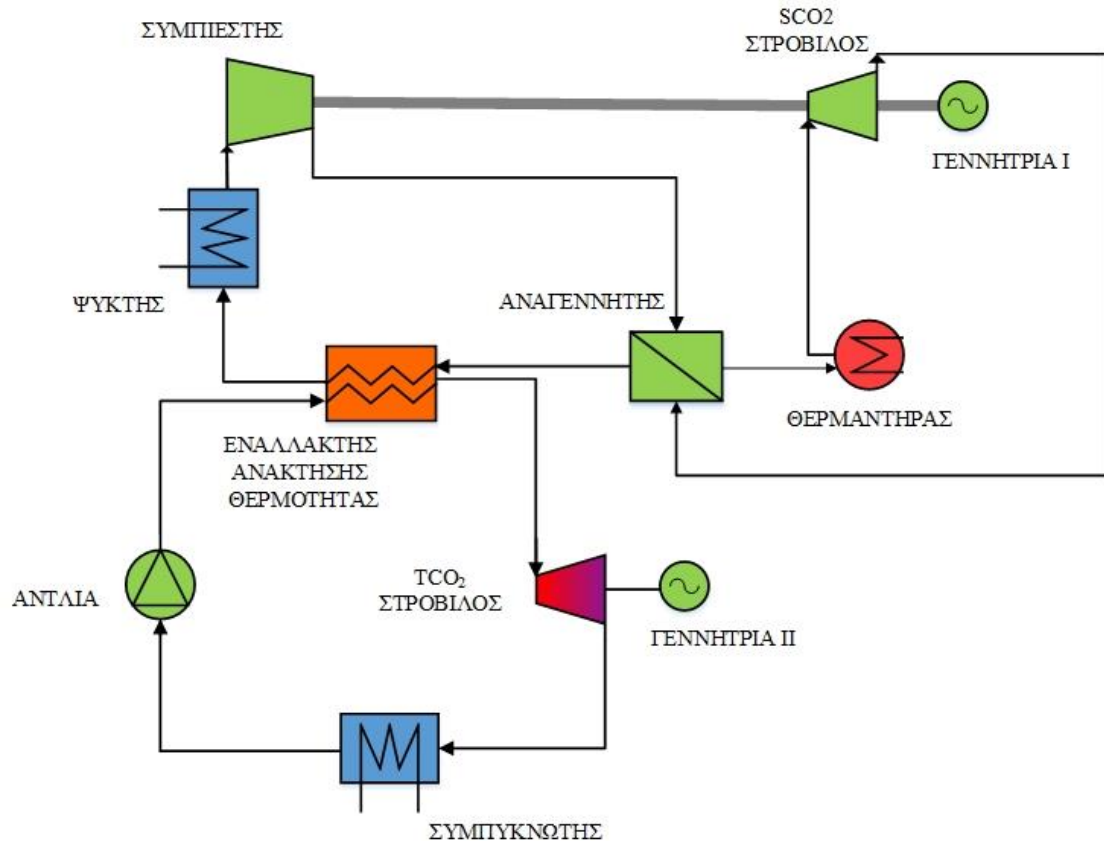 ΣΥΜΠΙΕΣΤΗΣ
SCO2
ΣΤΡΟΒΙΛΟΣ
ΓΕΝΝΗΤΡΙΑ Ι
ΨΥΚΤΗΣ
ΑΝΑΓΕΝΝΗΤΗΣ
ΘΕΡΜΑΝΤΗΡΑΣ
ΕΝΑΛΛΑΚΤΗΣ
ΑΝΑΚΤΗΣΗΣ
ΘΕΡΜΟΤΗΤΑΣ
ΑΝΤΛΙΑ
TCO₂
ΣΤΡΟΒΙΛΟΣ
ΓΕΝΝΗΤΡΙΑ ΙΙ
ΣΥΜΠΥΚΝΩΤΗΣ